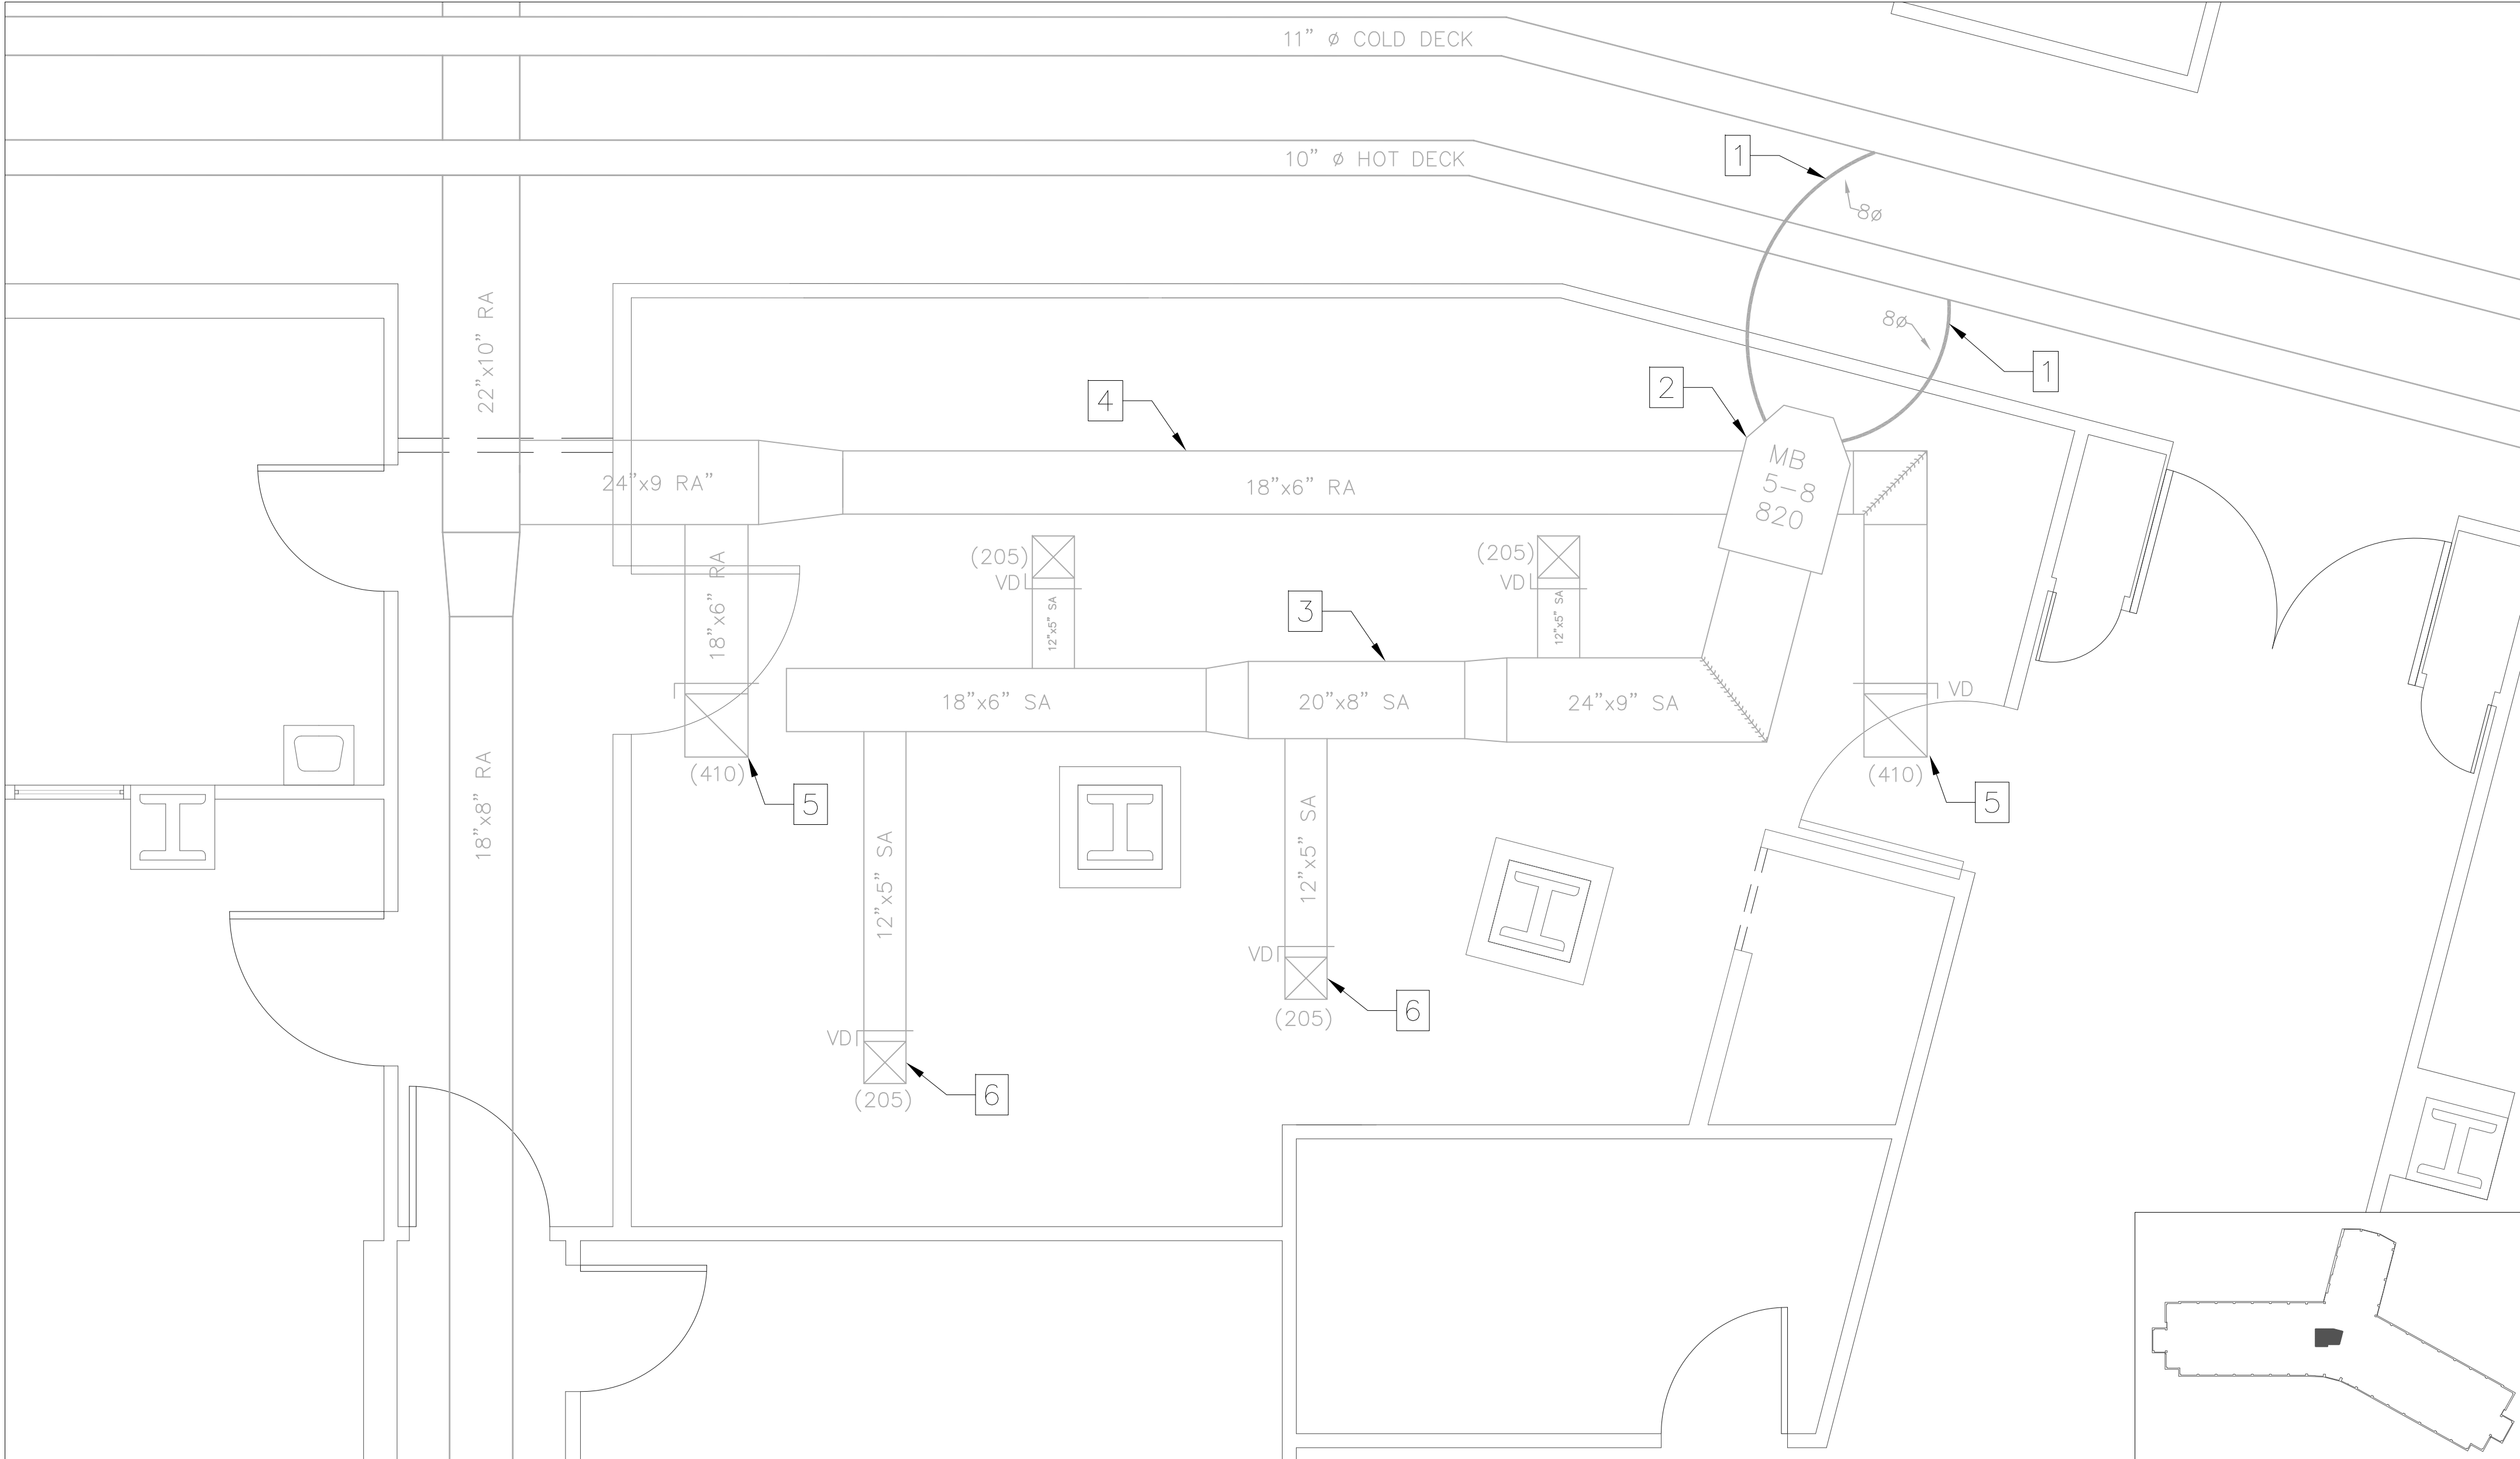 11” ⌀ COLD DECK
10” ⌀ HOT DECK
1
8⌀
8⌀
1
22”x10” RA
4
2
MB
5-8
820
24”x9 RA”
18”x6” RA
18”x6” RA
(205)
VD
12”x5” SA
(205)
VD
12”x5” SA
3
18”x6” SA
20”x8” SA
24”x9” SA
VD
(410)
5
(410)
5
18”x8” RA
12”x5” SA
12”x5” SA
VD
(205)
6
VD
(205)
6